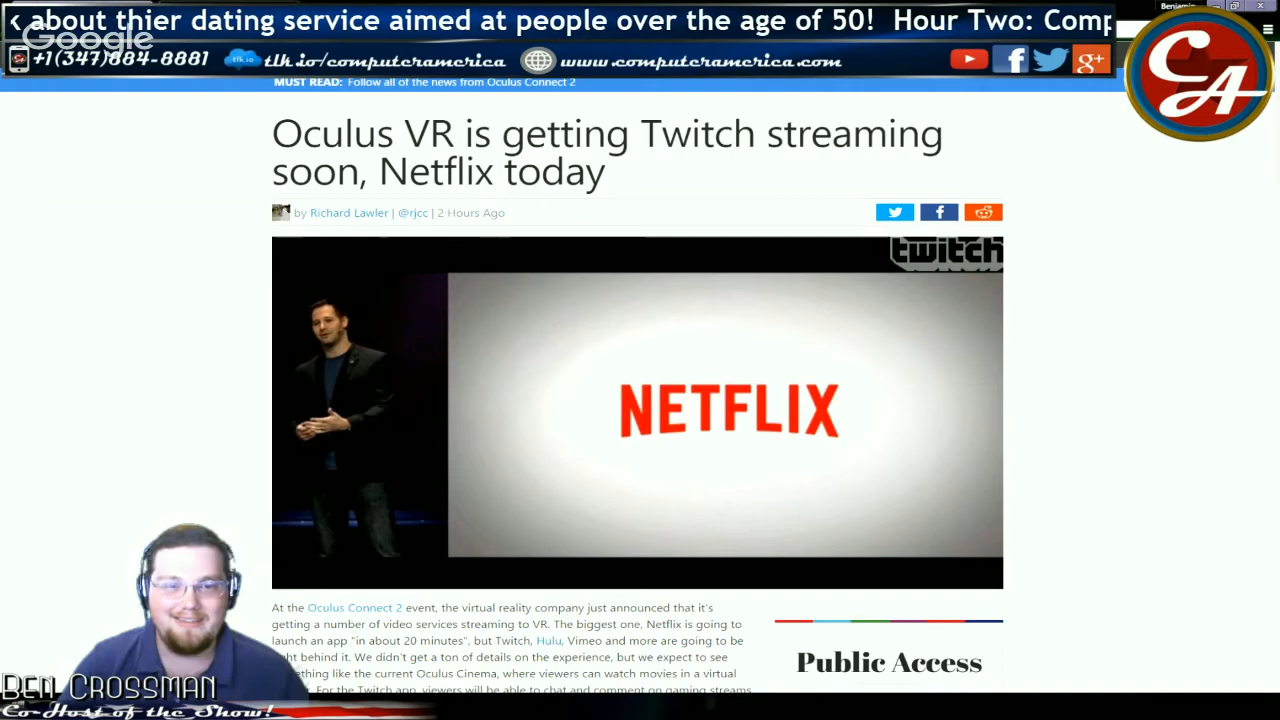 about thier dating service aimed at people over the age of 50! Hour Two: Comp
Google
+1(347)884-8881
tlk.io
tlk.io/computeramerica
www.computeramerica.com
f
g+
CA
Benjamin
MUST READ: Follow all of the news from Oculus Connect 2
Oculus VR is getting Twitch streaming
soon, Netflix today
by Richard Lawler | @rjcc | 2 Hours Ago
f
twitch
NETFLIX
At the Oculus Connect 2 event, the virtual reality company just announced that it's
getting a number of video services streaming to VR. The biggest one, Netflix is going to
launch an app "in about 20 minutes", but Twitch, Hulu, Vimeo and more are going to be
behind it. We didn't get a ton of details on the experience, but we expect to see
like the current Oculus Cinema, where viewers can watch movies in a virtual
For the Twitch app, viewers will be able to chat and comment on gaming streams
Public Access
BEN CROSSMAN
Co-Host of the Show!